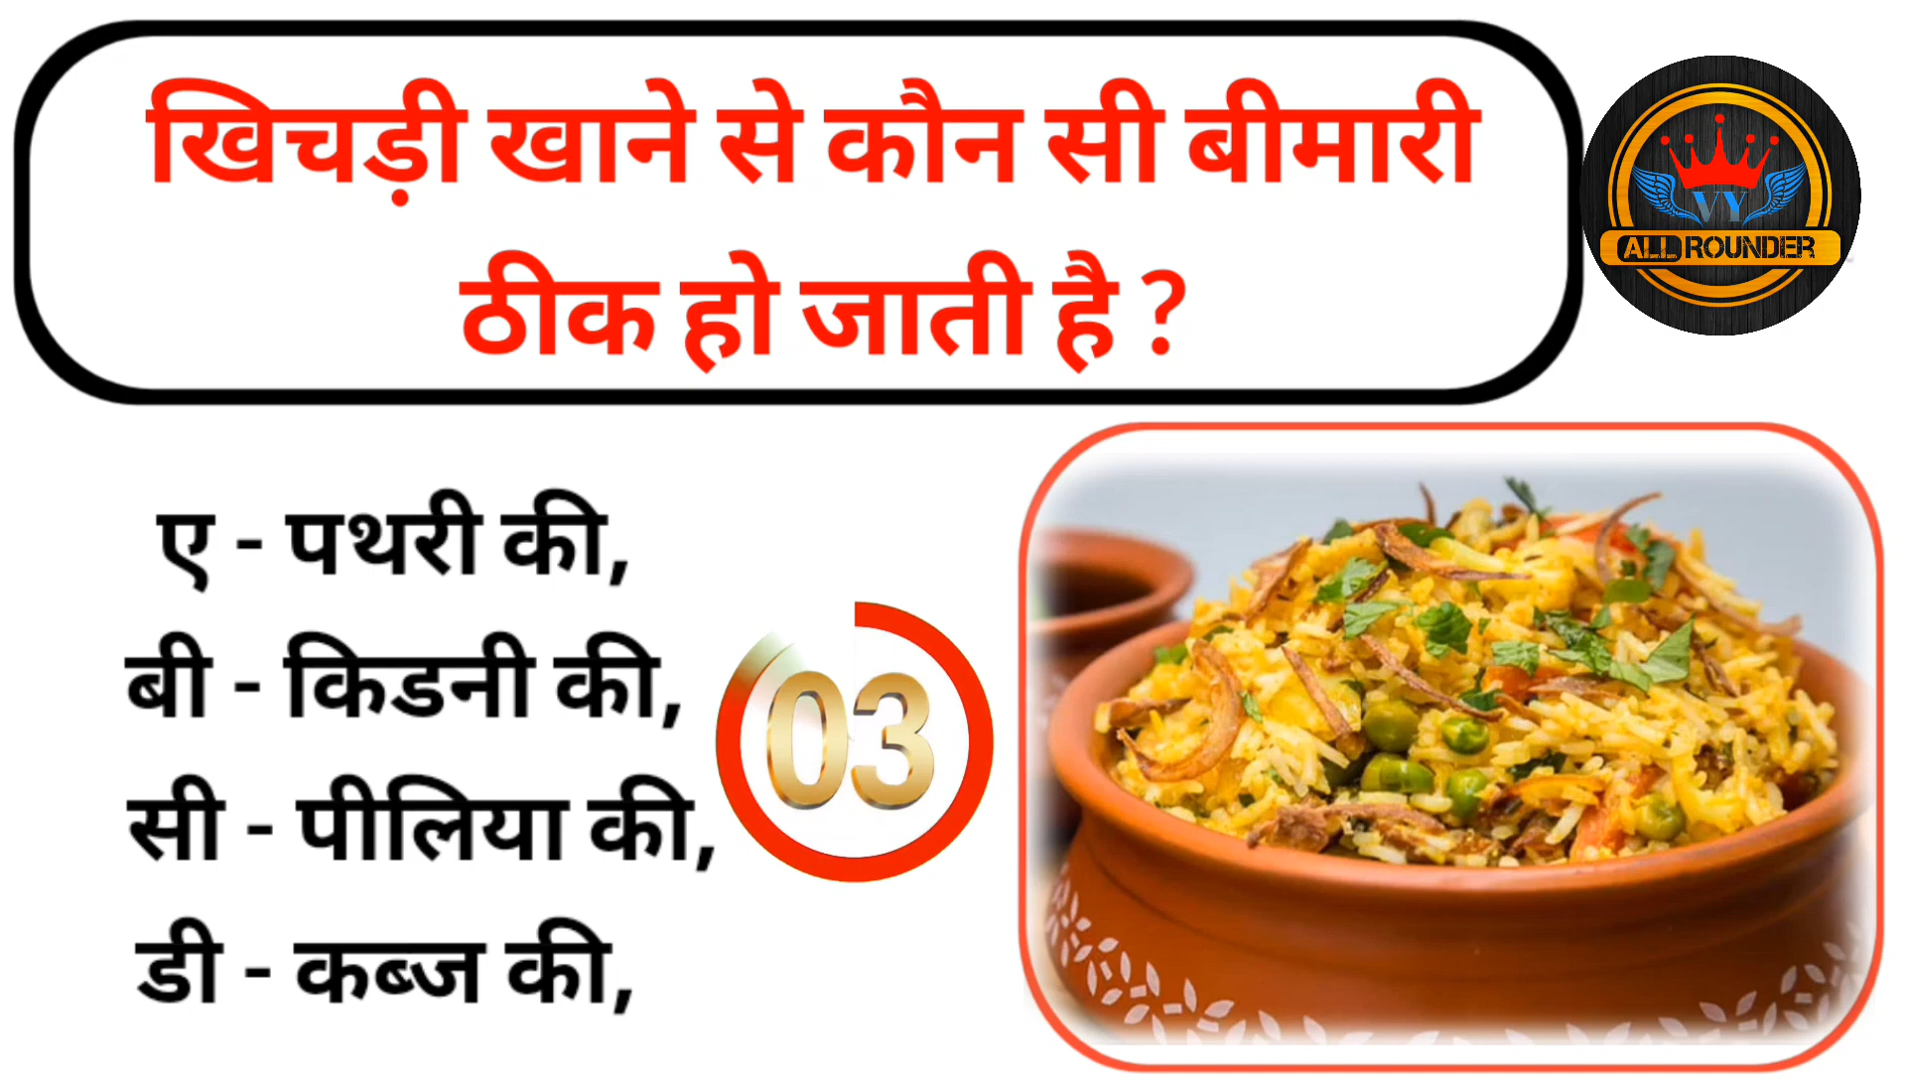 खिचड़ी खाने से कौन सी बीमारी
ठीक हो जाती है ?
VY
ALL ROUNDER
ए - पथरी की,
बी - किडनी की,
सी - पीलिया की,
डी - कब्ज की,
03